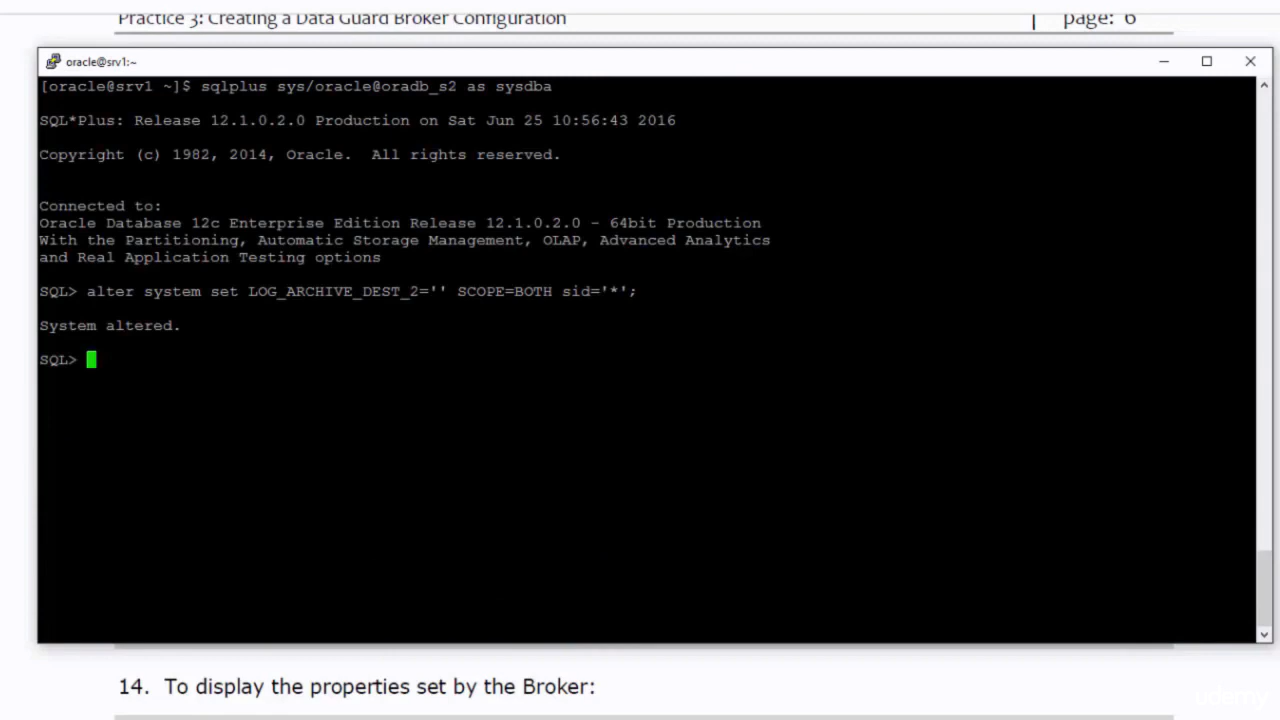 Practice 3: Creating a Data Guard Broker Configuration | page: 6
oracle@srv1:~
[oracle@srv1 ~]$ sqlplus sys/oracle@oradb_s2 as sysdba
SQL*Plus: Release 12.1.0.2.0 Production on Sat Jun 25 10:56:43 2016
Copyright (c) 1982, 2014, Oracle.  All rights reserved.
Connected to:
Oracle Database 12c Enterprise Edition Release 12.1.0.2.0 - 64bit Production
With the Partitioning, Automatic Storage Management, OLAP, Advanced Analytics
and Real Application Testing options
SQL> alter system set LOG_ARCHIVE_DEST_2='' SCOPE=BOTH sid='*';
System altered.
SQL>
14. To display the properties set by the Broker:
udemy